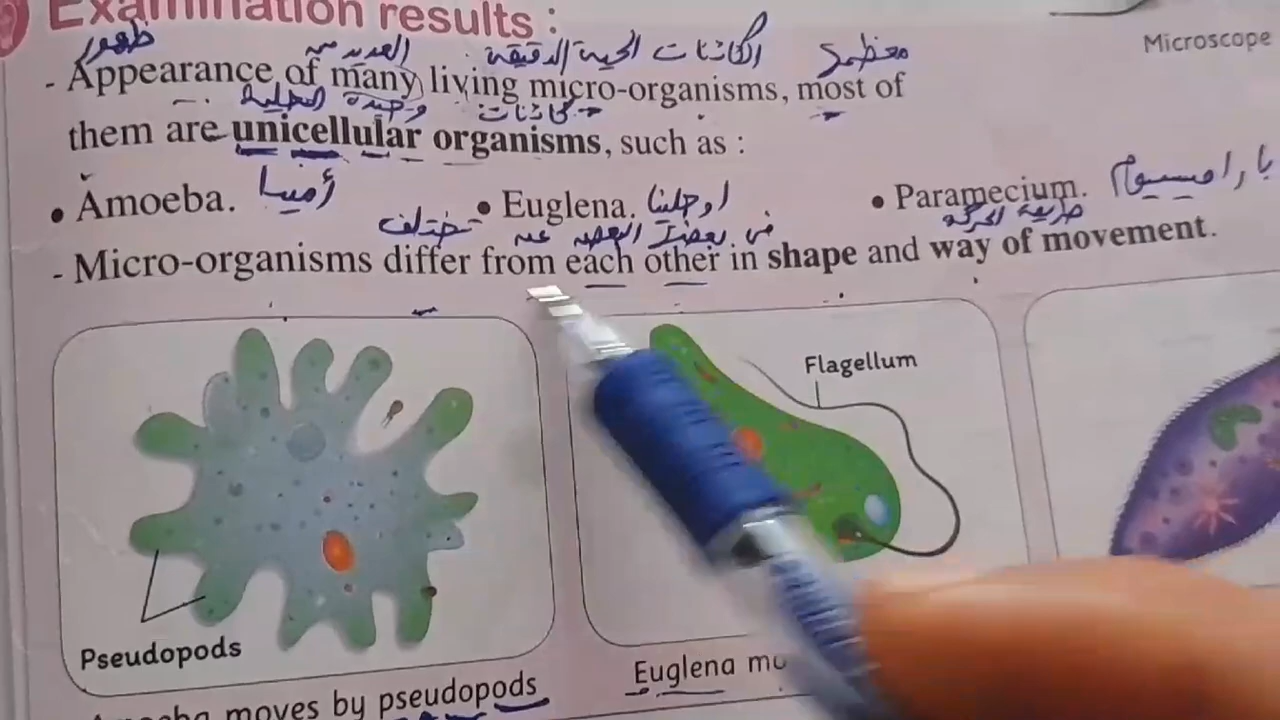 Examination results :
Microscope
ظهور العديد من الكائنات الحية الدقيقة معظم
- Appearance of many living micro-organisms, most of
وحيدة الخلية كائنات
them are unicellular organisms, such as :
• Amoeba. أميبا • Euglena. اوجلينا • Paramecium. باراميسيوم
تختلف عن بعضها البعض في طريقة الحركة
- Micro-organisms differ from each other in shape and way of movement.
Flagellum
Pseudopods
Amoeba moves by pseudopods
Euglena mo